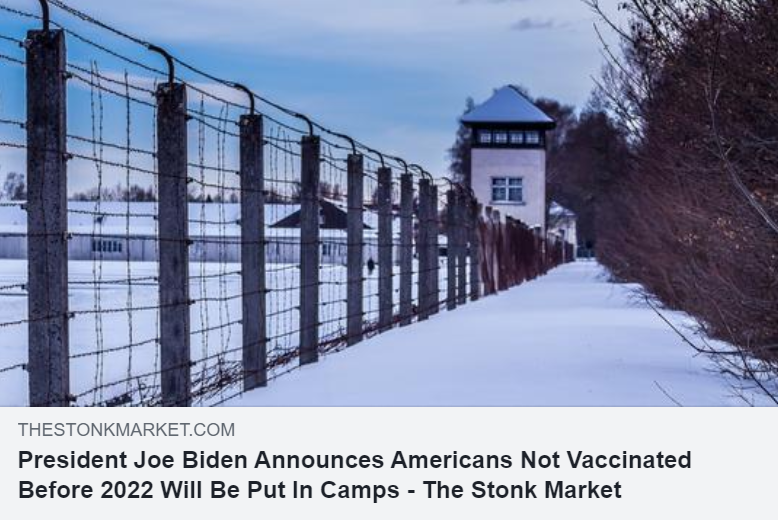 THESTONKMARKET.COM
President Joe Biden Announces Americans Not Vaccinated
Before 2022 Will Be Put In Camps - The Stonk Market